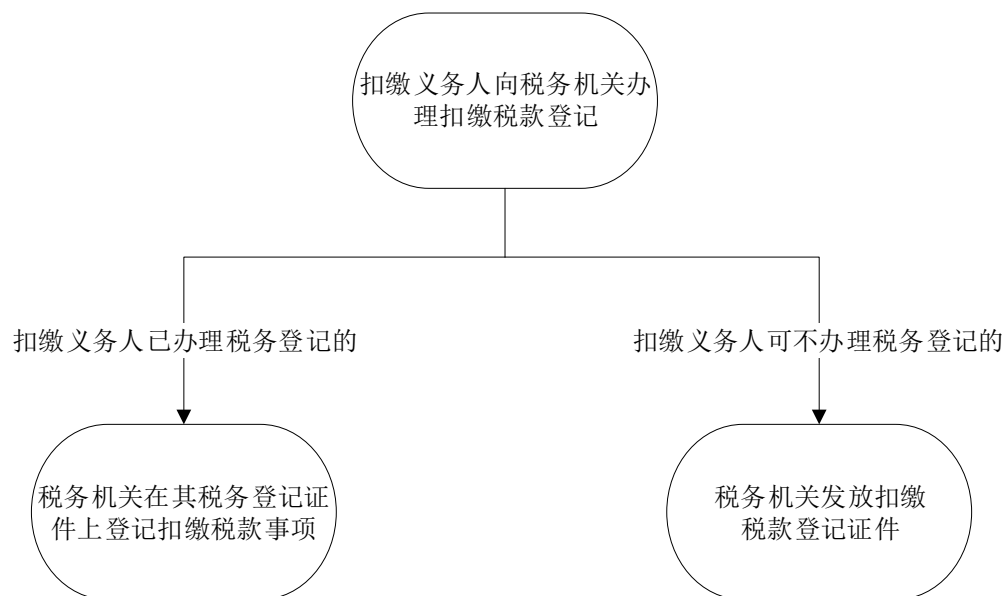 扣缴义务人向税务机关办
理扣缴税款登记
扣缴义务人已办理税务登记的
扣缴义务人可不办理税务登记的
税务机关在其税务登记证
件上登记扣缴税款事项
税务机关发放扣缴
税款登记证件